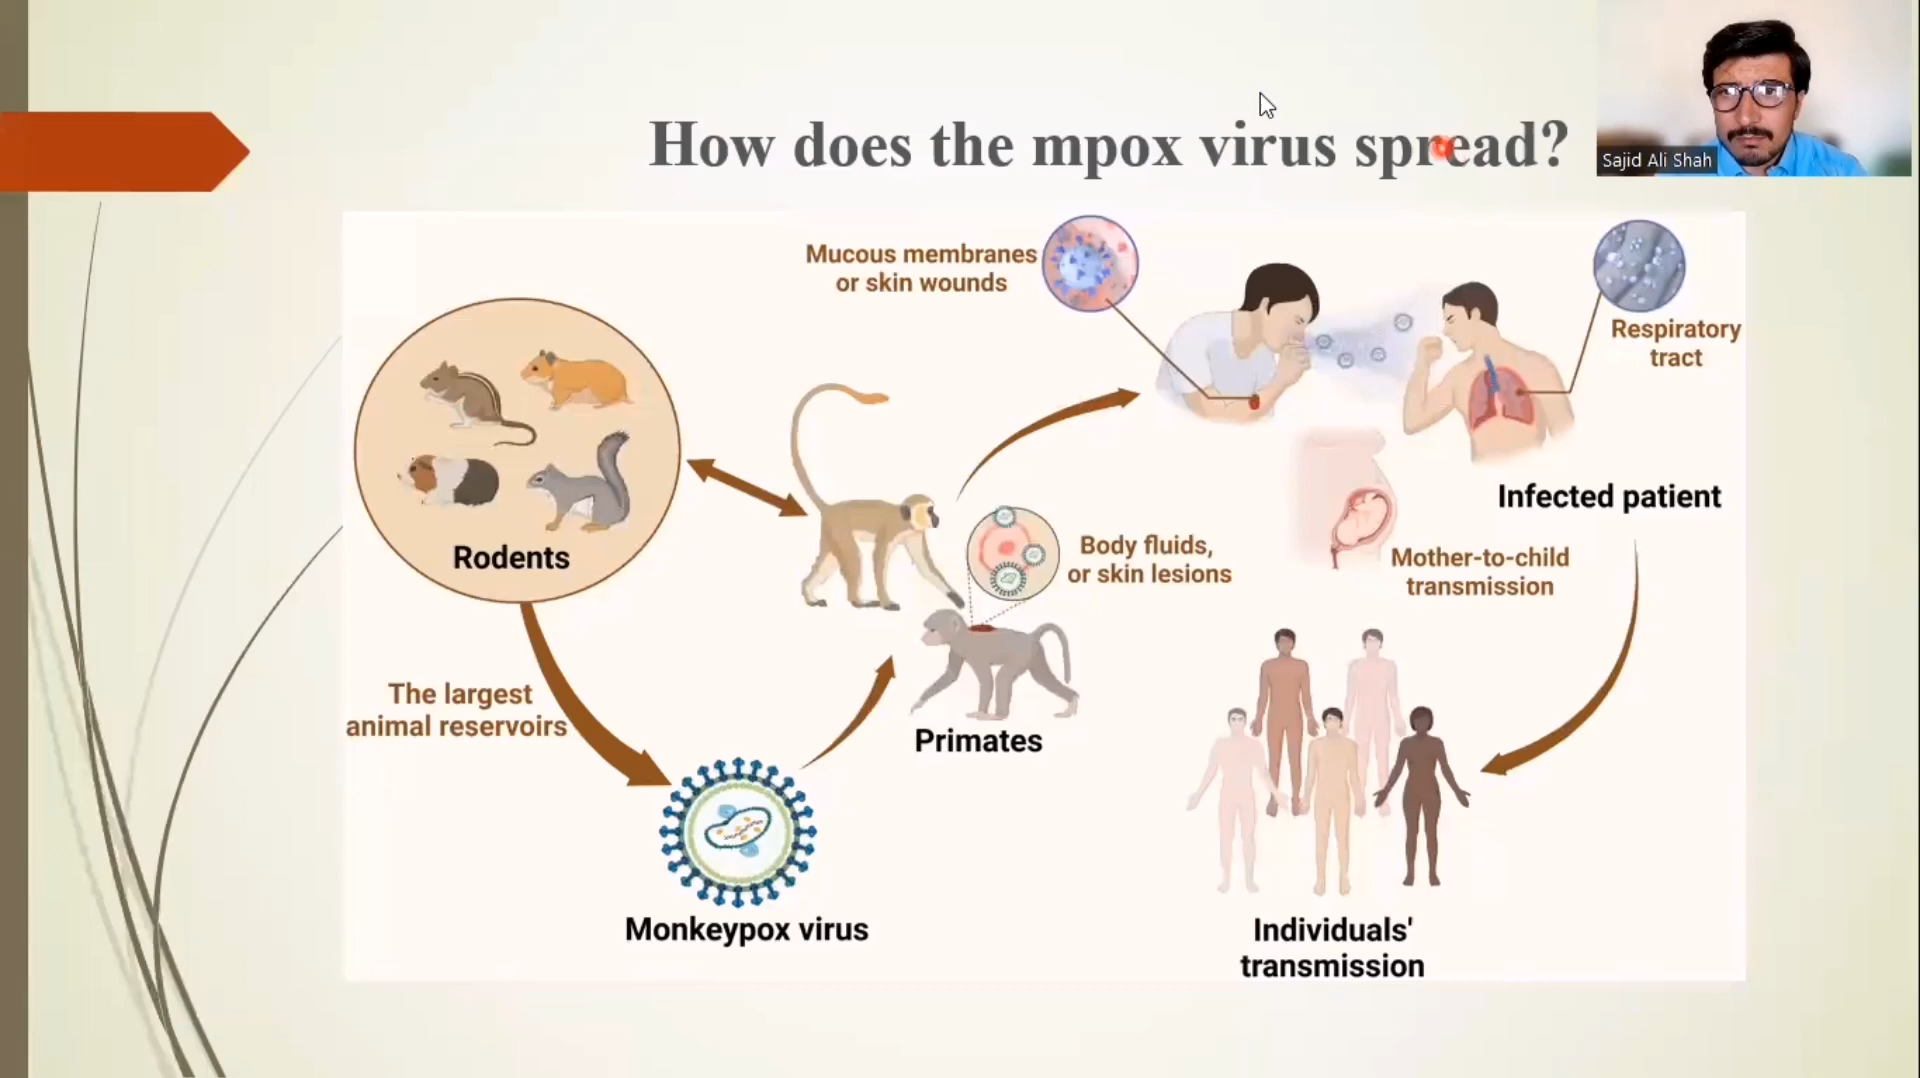 How does the mpox virus spread?
Sajid Ali Shah
Mucous membranes
or skin wounds
Respiratory
tract
Rodents
Body fluids,
or skin lesions
Infected patient
Mother-to-child
transmission
The largest
animal reservoirs
Primates
Monkeypox virus
Individuals'
transmission